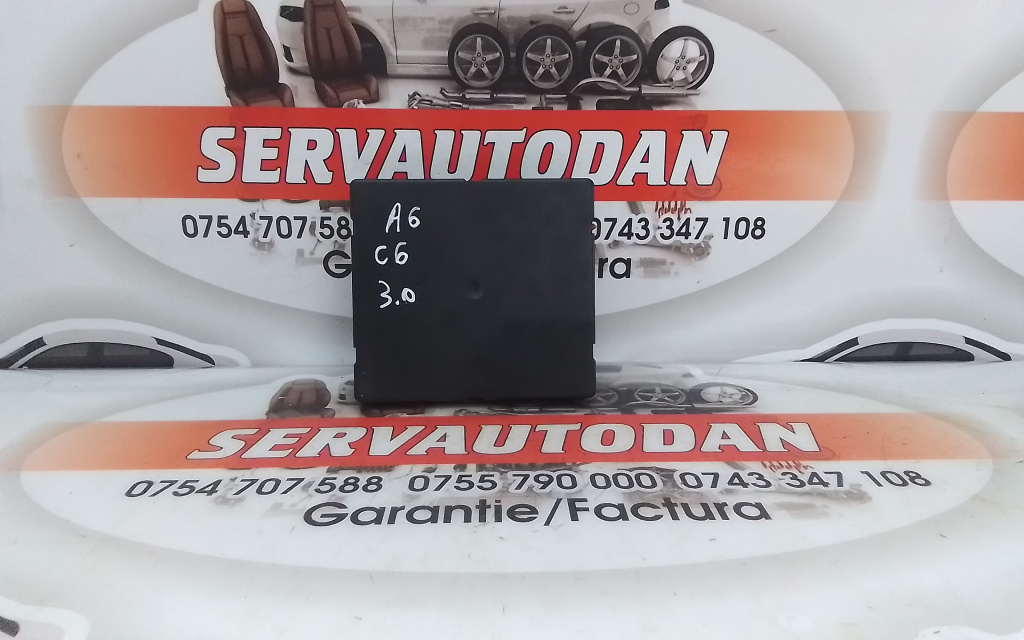 SERVAUTODAN
0754 707 58 0743 347 108
G ra
A6
C6
3.0
SERVAUTODAN
0754 707 588 0755 790 000 0743 347 108
Garantie/Factura